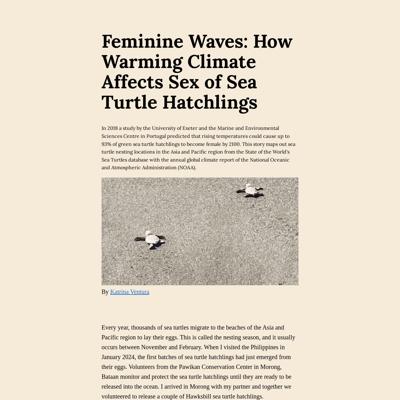 Feminine Waves: How
Warming Climate
Affects Sex of Sea
Turtle Hatchlings
In 2018 a study by the University of Exeter and the Marine and Environmental
Sciences Centre in Portugal predicted that rising temperatures could cause up to
93% of green sea turtle hatchlings to become female by 2100. This story maps out sea
turtle nesting locations in the Asia and Pacific region from the State of the World's
Sea Turtles database with the annual global climate report of the National Oceanic
and Atmospheric Administration (NOAA).
By Katrina Ventura
Every year, thousands of sea turtles migrate to the beaches of the Asia and
Pacific region to lay their eggs. This is called the nesting season, and it usually
occurs between November and February. When I visited the Philippines in
January 2024, the first batches of sea turtle hatchlings had just emerged from
their eggs. Volunteers from the Pawikan Conservation Center in Morong,
Bataan monitor and protect the sea turtle hatchlings until they are ready to be
released into the ocean. I arrived in Morong with my partner and together we
volunteered to release a couple of Hawksbill sea turtle hatchlings.